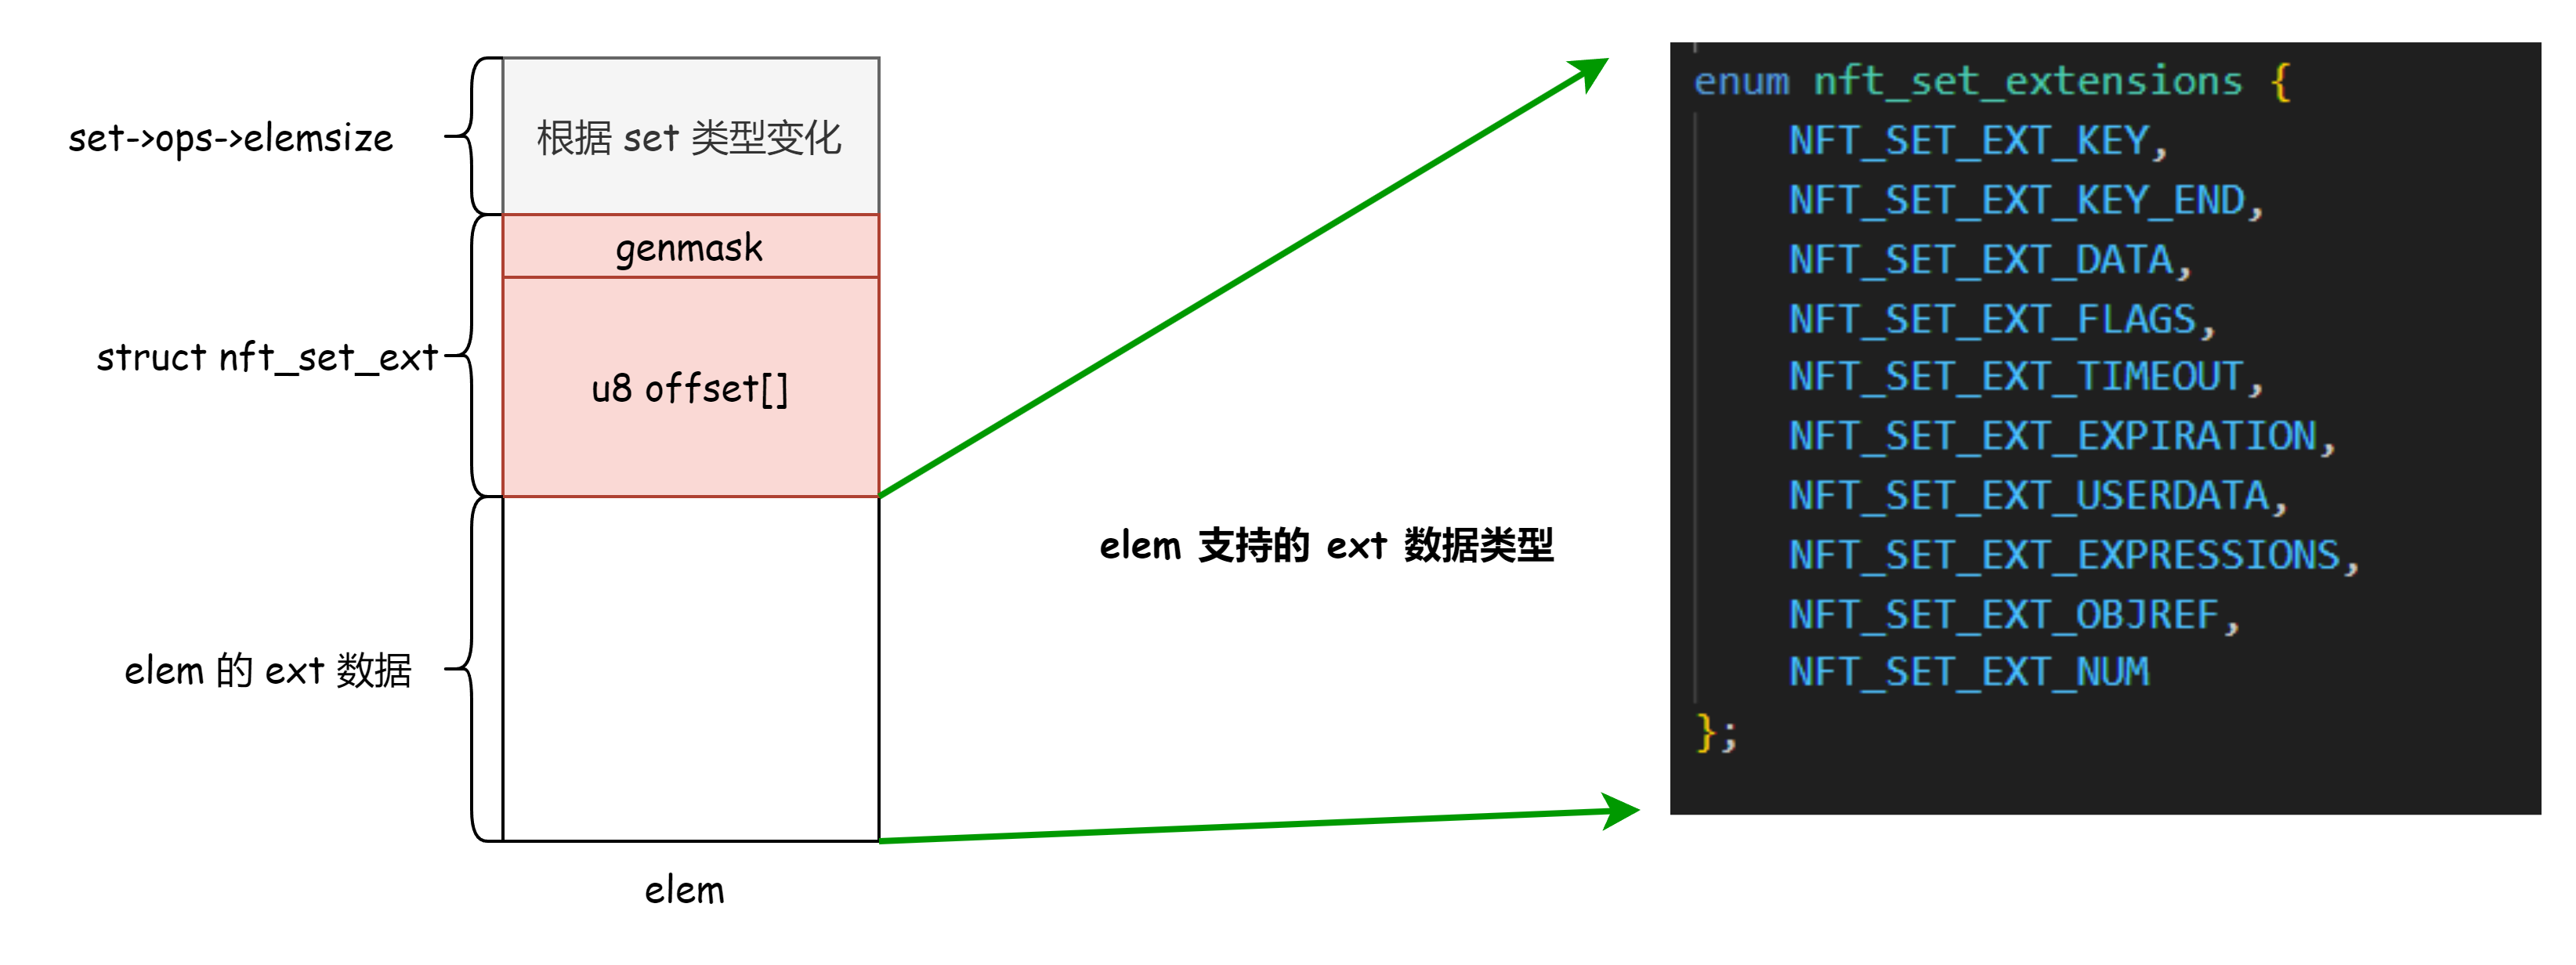 set->ops->elemsize
根据 set 类型变化
genmask
struct nft_set_ext
u8 offset[]
elem 的 ext 数据
elem
elem 支持的 ext 数据类型
enum nft_set_extensions {
NFT_SET_EXT_KEY,
NFT_SET_EXT_KEY_END,
NFT_SET_EXT_DATA,
NFT_SET_EXT_FLAGS,
NFT_SET_EXT_TIMEOUT,
NFT_SET_EXT_EXPIRATION,
NFT_SET_EXT_USERDATA,
NFT_SET_EXT_EXPRESSIONS,
NFT_SET_EXT_OBJREF,
NFT_SET_EXT_NUM
};